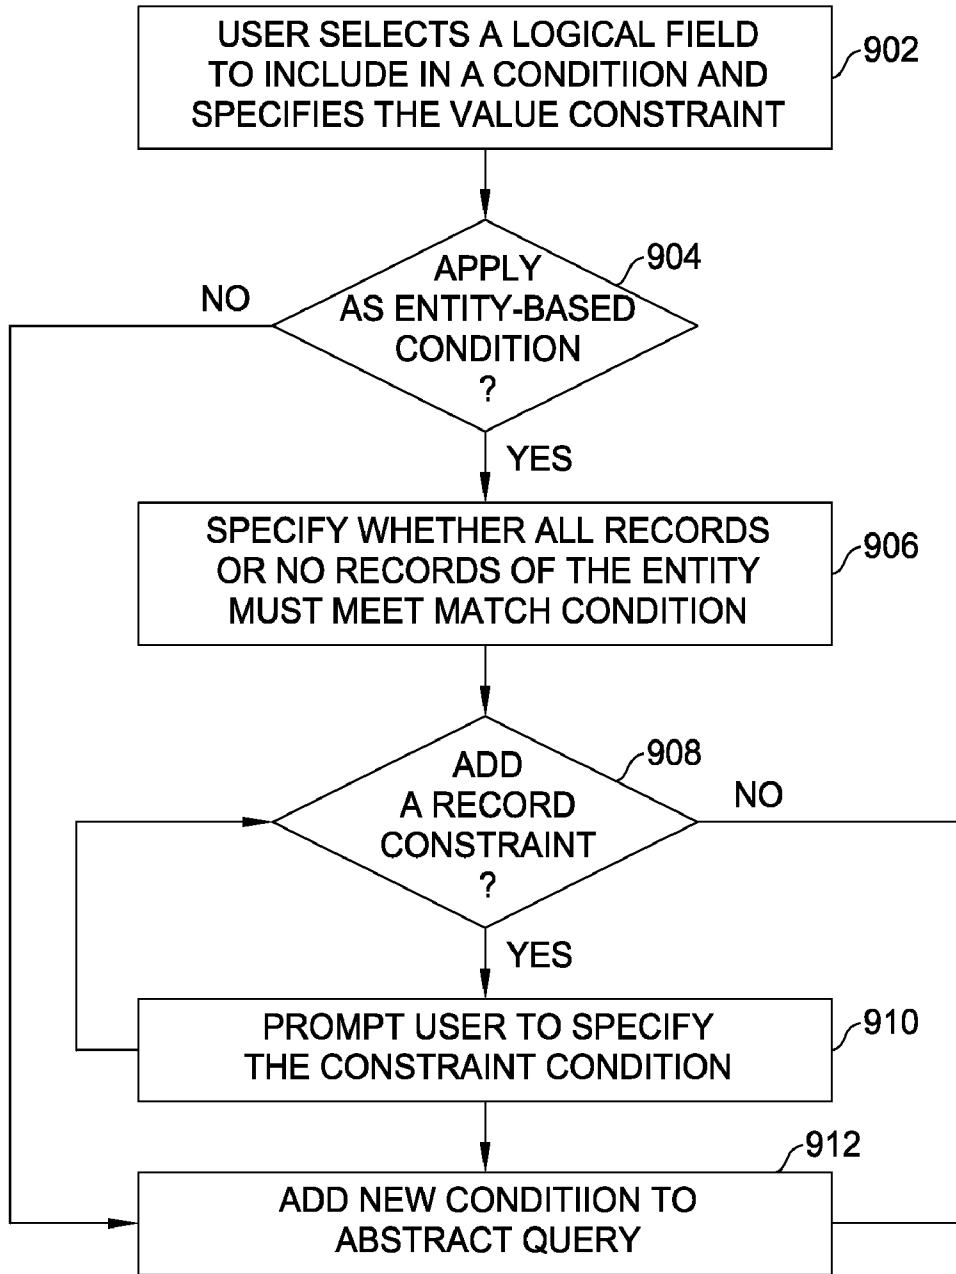 USER SELECTS A LOGICAL FIELD
TO INCLUDE IN A CONDITIION AND
SPECIFIES THE VALUE CONSTRAINT
902
APPLY
AS ENTITY-BASED
CONDITION
?
904
NO
YES
SPECIFY WHETHER ALL RECORDS
OR NO RECORDS OF THE ENTITY
MUST MEET MATCH CONDITION
906
ADD
A RECORD
CONSTRAINT
?
908
NO
YES
PROMPT USER TO SPECIFY
THE CONSTRAINT CONDITION
910
912
ADD NEW CONDITIION TO
ABSTRACT QUERY